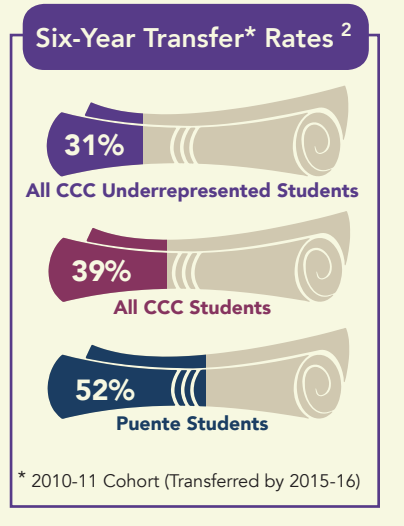 Six-Year Transfer* Rates 2
31%
All CCC Underrepresented Students
39%
All CCC Students
52%
Puente Students
* 2010-11 Cohort (Transferred by 2015-16)